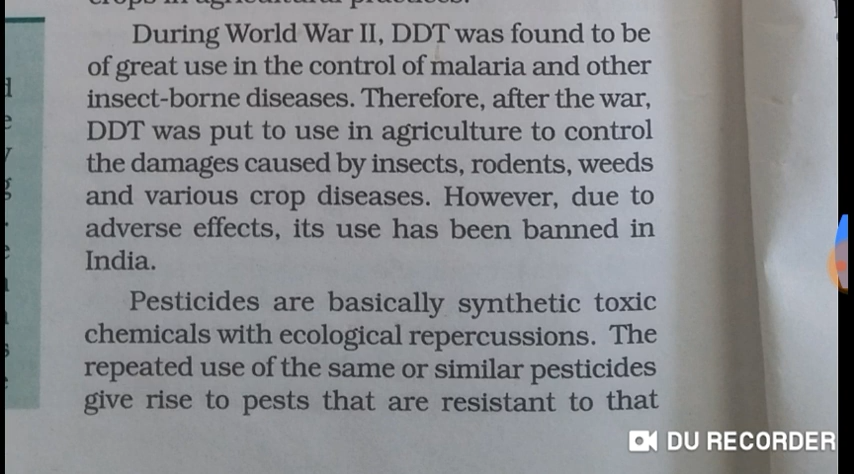 During World War II, DDT was found to be
of great use in the control of malaria and other
insect-borne diseases. Therefore, after the war,
DDT was put to use in agriculture to control
the damages caused by insects, rodents, weeds
and various crop diseases. However, due to
adverse effects, its use has been banned in
India.
Pesticides are basically synthetic toxic
chemicals with ecological repercussions. The
repeated use of the same or similar pesticides
give rise to pests that are resistant to that
DU RECORDER